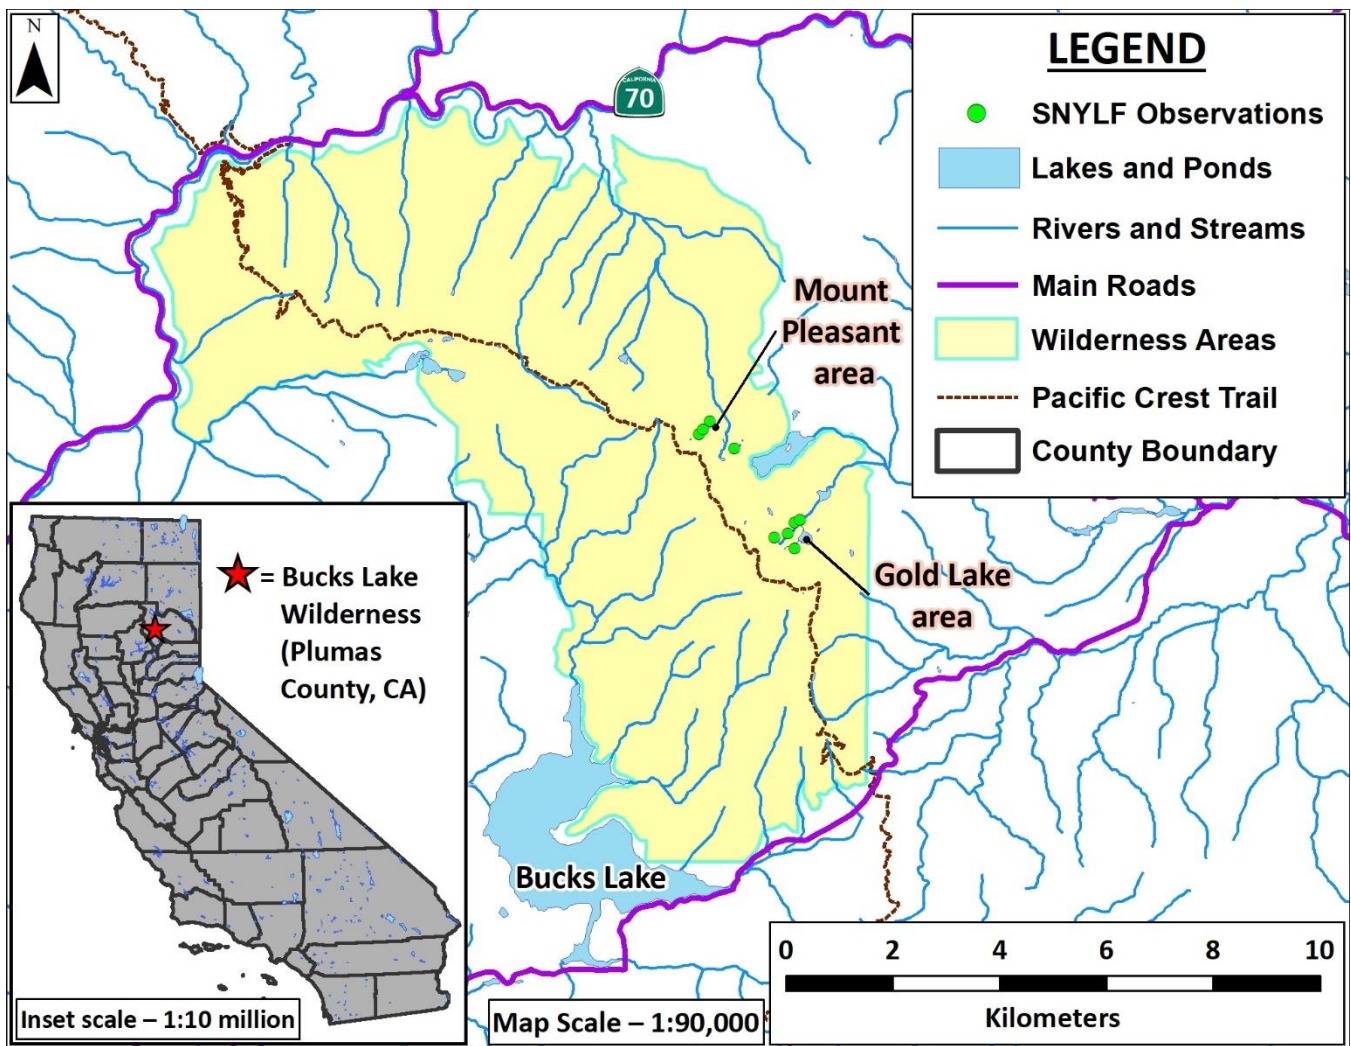 N
CALIFORNIA
70
LEGEND
SNYLF Observations
Lakes and Ponds
Rivers and Streams
Main Roads
Wilderness Areas
Pacific Crest Trail
County Boundary
Mount
Pleasant
area
Gold Lake
area
= Bucks Lake
Wilderness
(Plumas
County, CA)
Bucks Lake
Inset scale – 1:10 million
Map Scale – 1:90,000
0 2 4 6 8 10
Kilometers